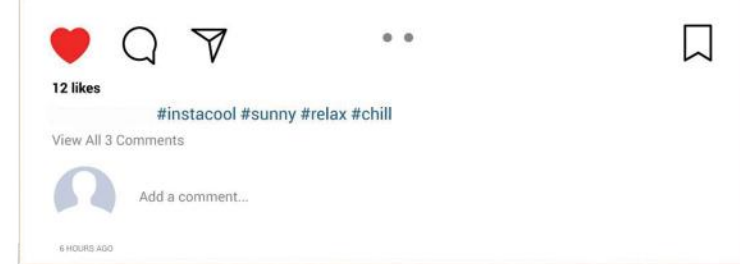 12 likes
#instacool #sunny #relax #chill
View All 3 Comments
Add a comment...
6 HOURS AGO